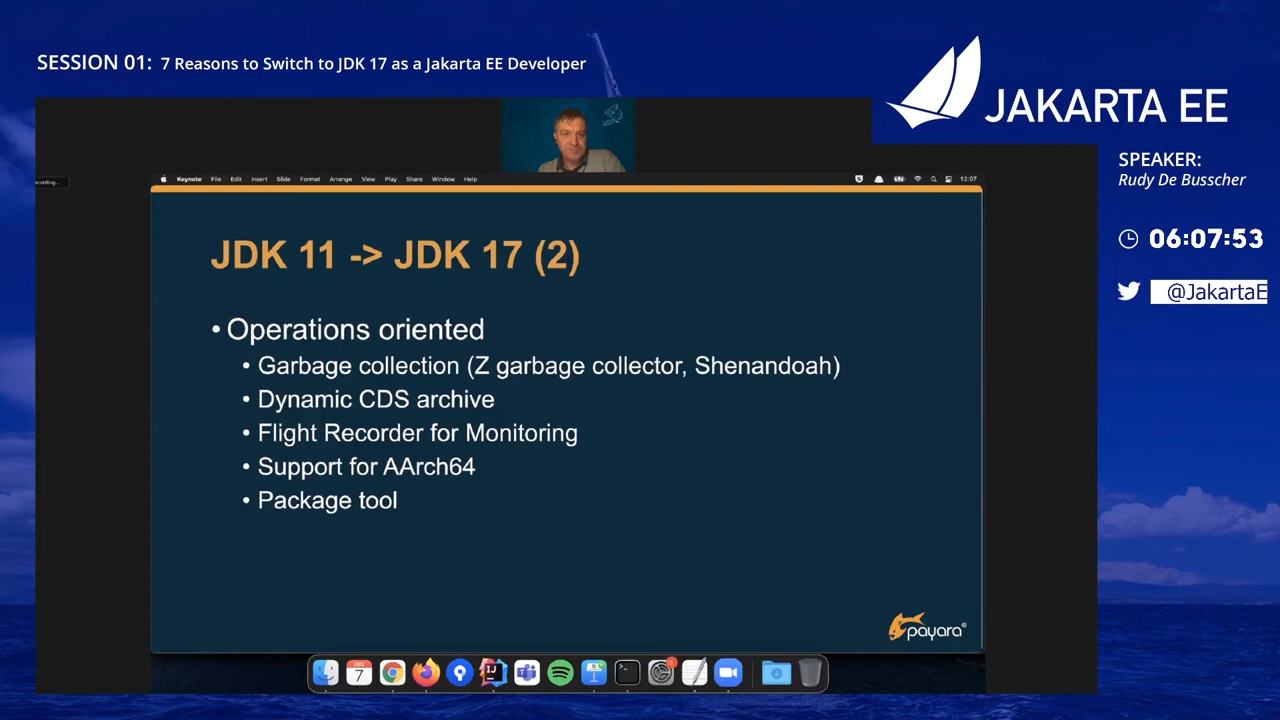 SESSION 01: 7 Reasons to Switch to JDK 17 as a Jakarta EE Developer
JAKARTA EE
SPEAKER:
Rudy De Busscher
06:07:53
@JakartaE
Keynote File Edit Insert Slide Format Arrange View Play Share Window Help 12:07
JDK 11 -> JDK 17 (2)
• Operations oriented
• Garbage collection (Z garbage collector, Shenandoah)
• Dynamic CDS archive
• Flight Recorder for Monitoring
• Support for AArch64
• Package tool
payara®
DEC
7